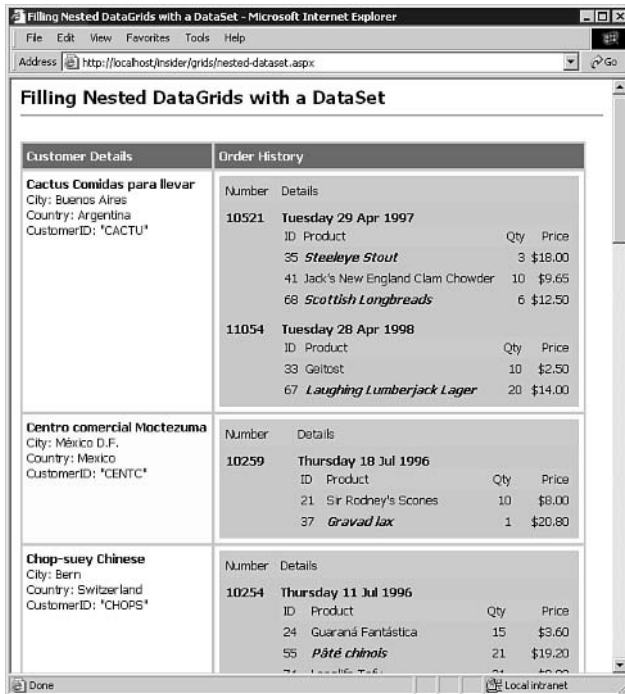 Filling Nested DataGrids with a DataSet - Microsoft Internet Explorer
File Edit View Favorites Tools Help
Address http://localhost/insider/grids/nested-dataset.aspx Go
Filling Nested DataGrids with a DataSet
Customer Details Order History
Cactus Comidas para llevar
City: Buenos Aires
Country: Argentina
CustomerID: "CACTU"
Number Details
10521 Tuesday 29 Apr 1997
ID Product Qty Price
35 Steeleye Stout 3 $18.00
41 Jack's New England Clam Chowder 10 $9.65
68 Scottish Longbreads 6 $12.50
11054 Tuesday 28 Apr 1998
ID Product Qty Price
33 Geitost 10 $2.50
67 Laughing Lumberjack Lager 20 $14.00
Centro comercial Moctezuma
City: México D.F.
Country: Mexico
CustomerID: "CENTC"
Number Details
10259 Thursday 18 Jul 1996
ID Product Qty Price
21 Sir Rodney's Scones 10 $8.00
37 Gravad lax 1 $20.80
Chop-suey Chinese
City: Bern
Country: Switzerland
CustomerID: "CHOPS"
Number Details
10254 Thursday 11 Jul 1996
ID Product Qty Price
24 Guaraná Fantástica 15 $3.60
55 Pâté chinois 21 $19.20
Done Local intranet